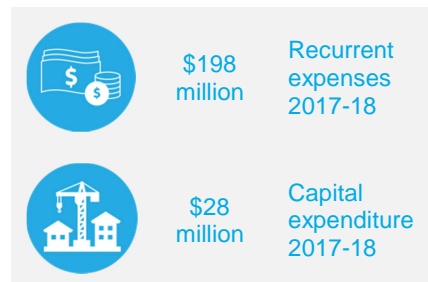 $198
million
Recurrent
expenses
2017-18
$
$
$28
million
Capital
expenditure
2017-18